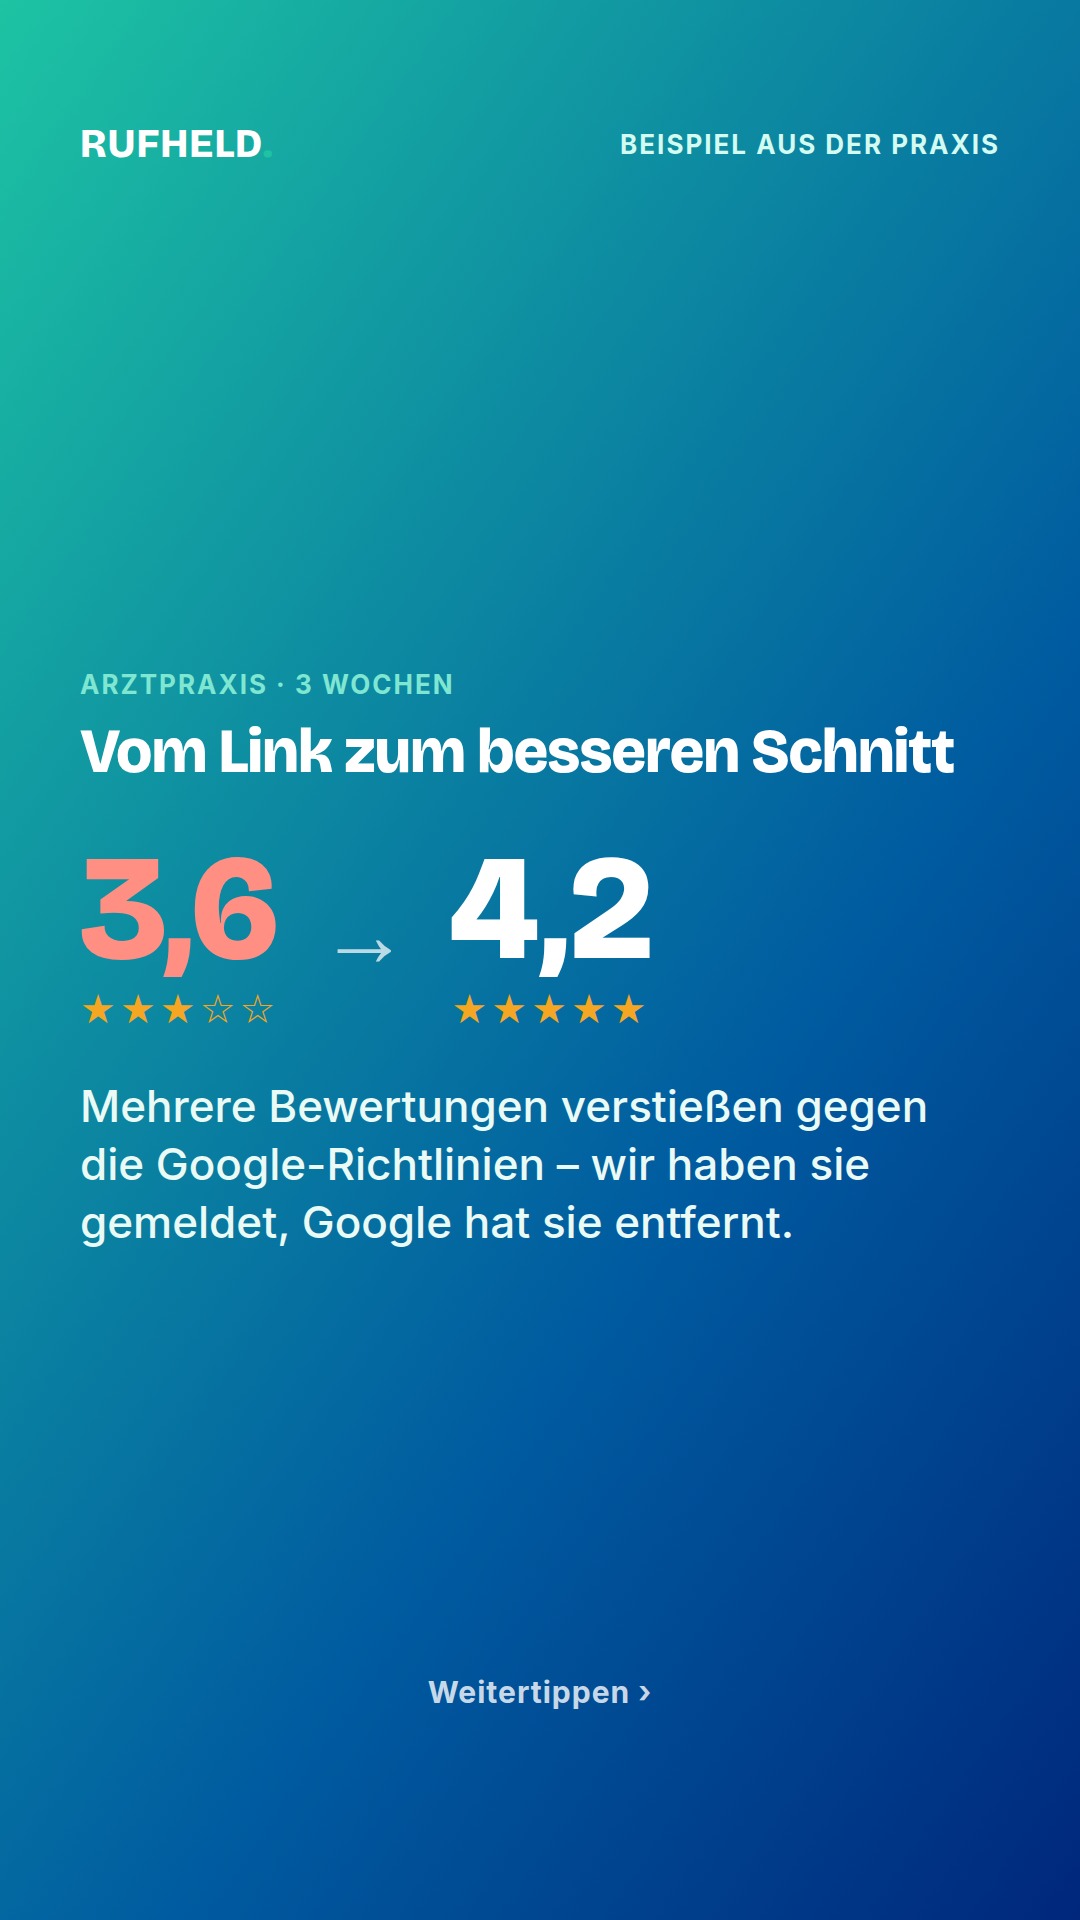 RUFHELD.
BEISPIEL AUS DER PRAXIS
ARZTPRAXIS · 3 WOCHEN
Vom Link zum besseren Schnitt
3,6 → 4,2
★★★☆☆ ★★★★★
Mehrere Bewertungen verstießen gegen
die Google-Richtlinien – wir haben sie
gemeldet, Google hat sie entfernt.
Weitertippen ›